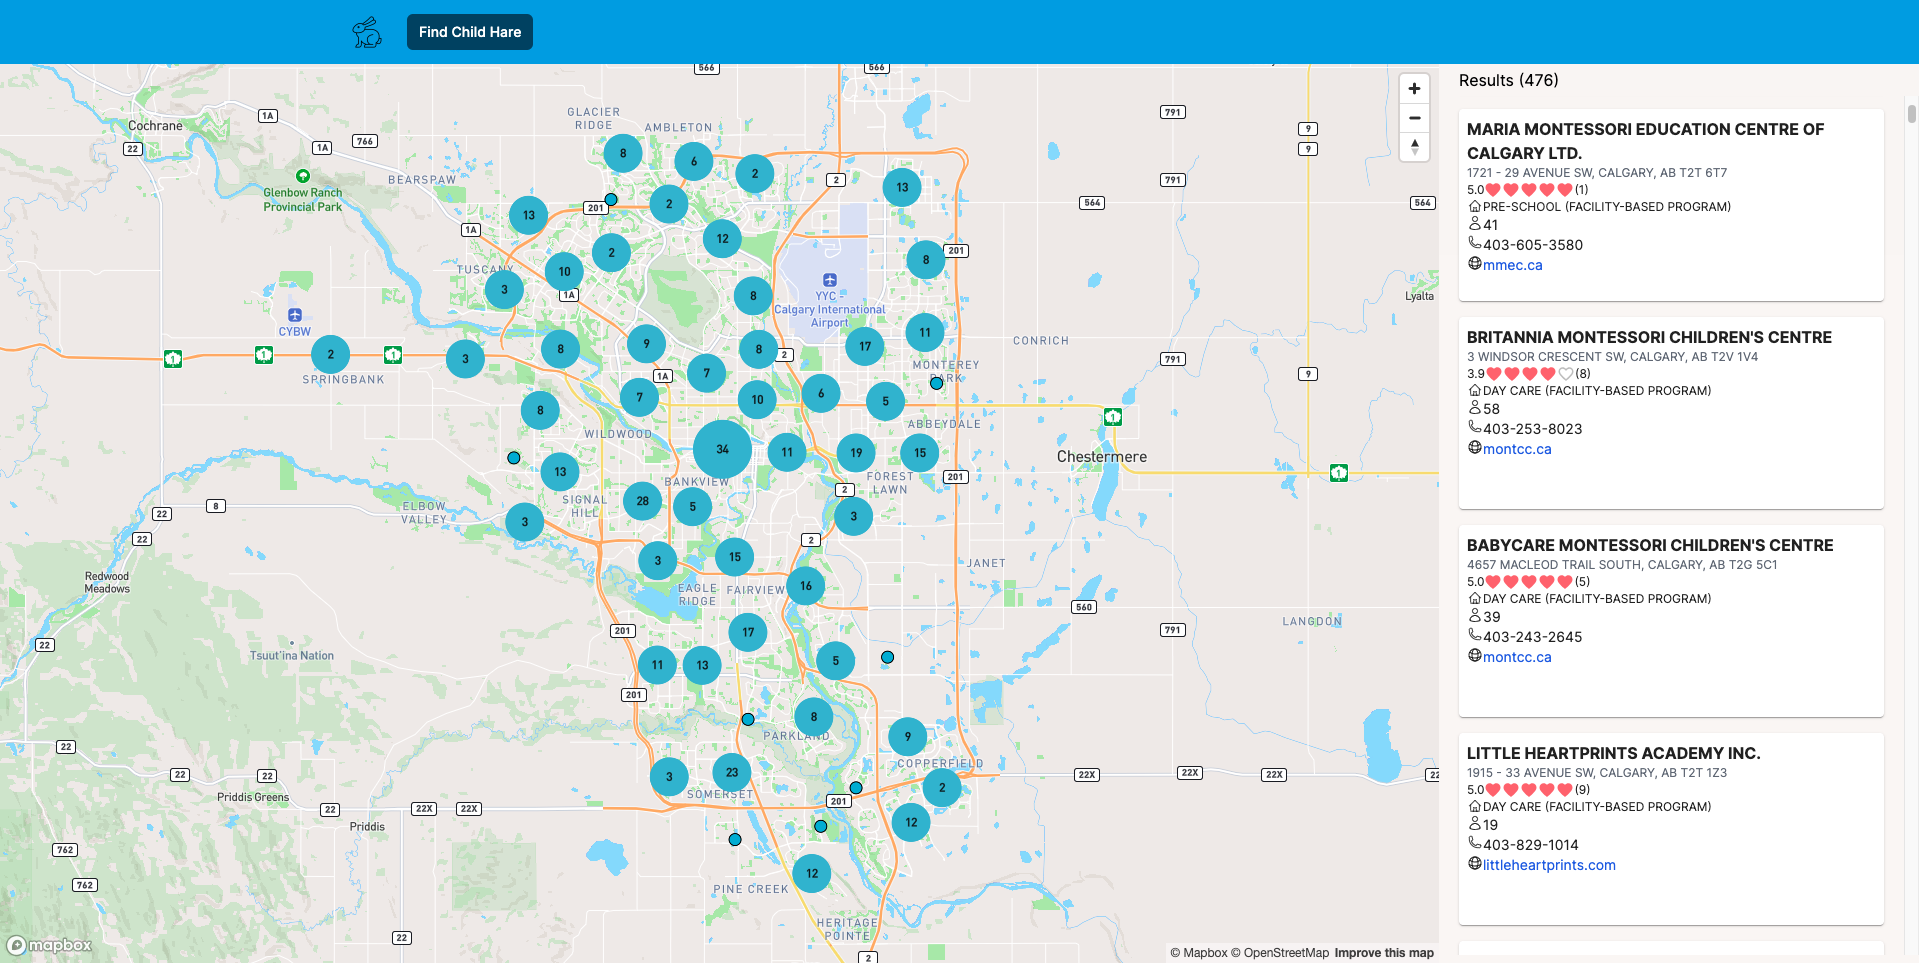 Find Child Hare
566
566
Results (476)
MARIA MONTESSORI EDUCATION CENTRE OF
CALGARY LTD.
1721 - 29 AVENUE SW, CALGARY, AB T2T 6T7
5.0 (1)
PRE-SCHOOL (FACILITY-BASED PROGRAM)
41
403-605-3580
mmec.ca
BRITANNIA MONTESSORI CHILDREN'S CENTRE
3 WINDSOR CRESCENT SW, CALGARY, AB T2V 1V4
3.9 (8)
DAY CARE (FACILITY-BASED PROGRAM)
58
403-253-8023
montcc.ca
BABYCARE MONTESSORI CHILDREN'S CENTRE
4657 MACLEOD TRAIL SOUTH, CALGARY, AB T2G 5C1
5.0 (5)
DAY CARE (FACILITY-BASED PROGRAM)
39
403-243-2645
montcc.ca
LITTLE HEARTPRINTS ACADEMY INC.
1915 - 33 AVENUE SW, CALGARY, AB T2T 1Z3
5.0 (9)
DAY CARE (FACILITY-BASED PROGRAM)
19
403-829-1014
littleheartprints.com
GLACIER
RIDGE
AMBLETON
Cochrane
1A
22
1A
766
BEARSPAW
Glenbow Ranch
Provincial Park
8
6
2
13
2
791
9
9
791
564
564
13
201
2
1A
12
2
8
201
TUSCANY
10
3
1A
8
YYC -
Calgary International
Airport
Lyalta
CYBW
11
17
CONRICH
9
8
8
2
791
1
1
2
1
3
SPRINGBANK
MONTEREY
PARK
7
1A
9
7
10
6
5
8
1
ABBEYDALE
WILDWOOD
34
11
19
15
Chestermere
13
1
BANKVIEW
FOREST
LAWN
201
2
SIGNAL
HILL
28
5
3
8
22
ELBOW
VALLEY
3
22
2
3
15
JANET
Redwood
Meadows
EAGLE
RIDGE
FAIRVIEW
16
560
LANGDON
791
201
17
22
Tsuut'ina Nation
11
13
5
201
8
PARKLAND
9
22
COPPERFIELD
22
22
3
23
SOMERSET
22X
22X
22X
22
2
201
Priddis Greens
22
22X
22X
Priddis
12
762
12
762
PINE CREEK
HERITAGE
POINTE
22
2
mapbox
© Mapbox © OpenStreetMap Improve this map